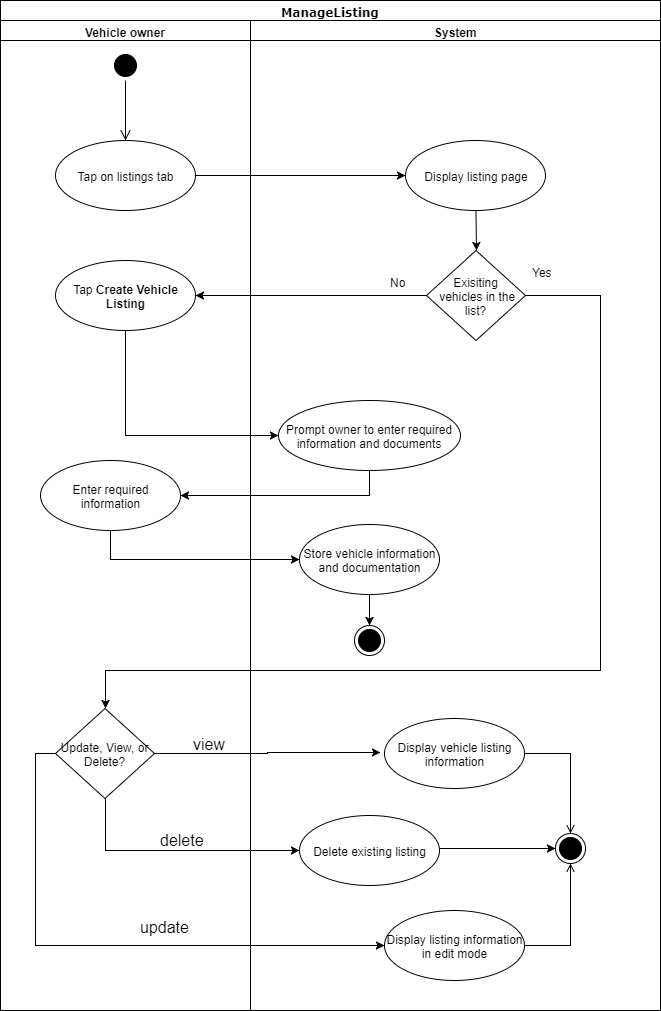 ManageListing
Vehicle owner
System
Tap on listings tab
Display listing page
Tap Create Vehicle
Listing
No
Exisiting
vehicles in the
list?
Yes
Prompt owner to enter required
information and documents
Enter required
information
Store vehicle information
and documentation
Update, View, or
Delete?
view
Display vehicle listing
information
delete
Delete existing listing
update
Display listing information
in edit mode